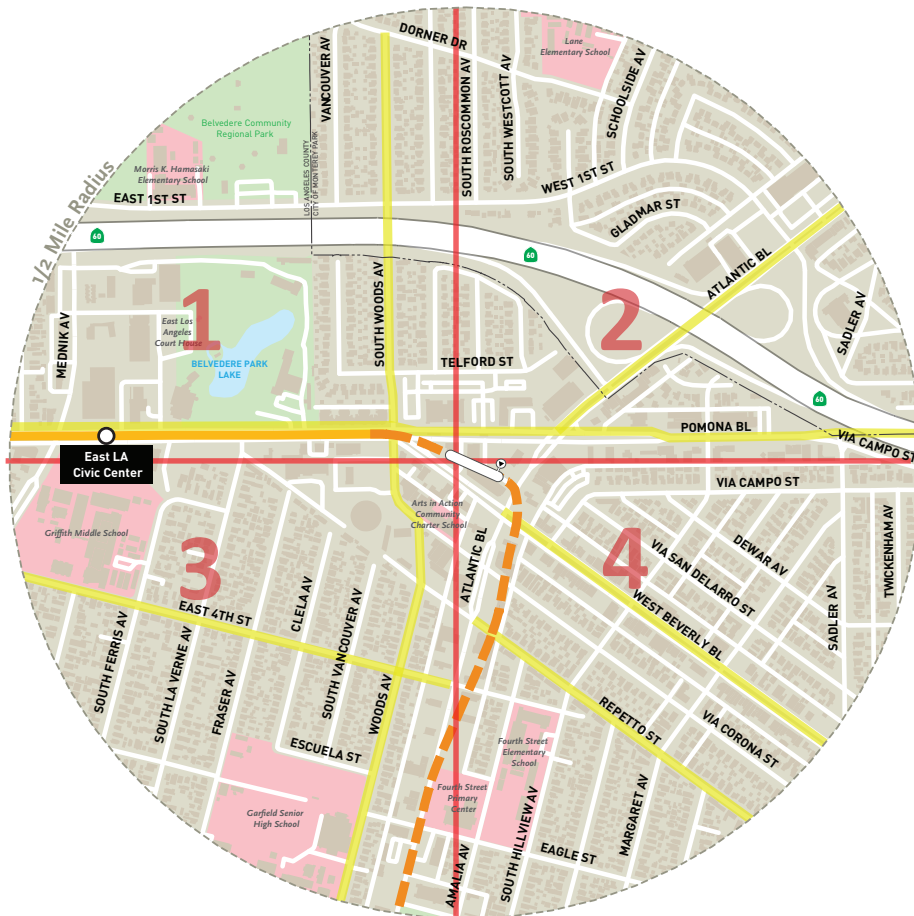 DORNER DR
Lane
Elementary School
VANCOUVER AV
SOUTH ROSCOMMON AV
SOUTH WESTCOTT AV
SCHOOLSIDE AV
Belvedere Community
Regional Park
LOS ANGELES COUNTY
CITY OF MONTEREY PARK
Morris K. Hamasaki
Elementary School
WEST 1ST ST
EAST 1ST ST
GLADMAR ST
1/2 Mile Radius
60
60
ATLANTIC BL
1
2
SOUTH WOODS AV
MEDNIK AV
East Los
Angeles
Court House
SADLER AV
BELVEDERE PARK
LAKE
TELFORD ST
60
POMONA BL
VIA CAMPO ST
East LA
Civic Center
VIA CAMPO ST
Griffith Middle School
Arts in Action
Community
Charter School
ATLANTIC BL
3
4
DEWAR AV
TWICKENHAM AV
VIA SAN DELARRO ST
EAST 4TH ST
CLELA AV
WEST BEVERLY BL
SADLER AV
SOUTH FERRIS AV
SOUTH LA VERNE AV
FRASER AV
SOUTH VANCOUVER AV
WOODS AV
REPETTO ST
VIA CORONA ST
ESCUELA ST
Fourth Street
Elementary
School
Garfield Senior
High School
Fourth Street
Primary
Center
SOUTH HILLVIEW AV
MARGARET AV
EAGLE ST
AMALIA AV